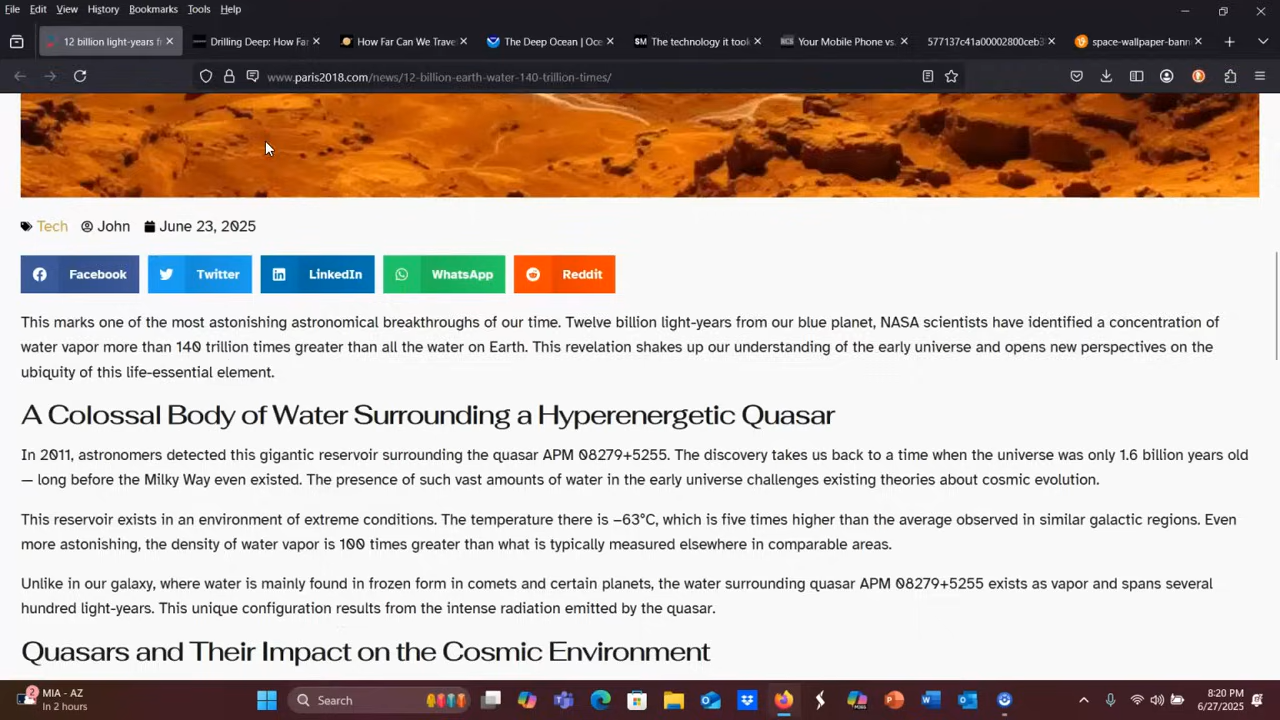 File Edit View History Bookmarks Tools Help
12 billion light-years fr
Drilling Deep: How Far
How Far Can We Trave
The Deep Ocean | Oce
The technology it took
Your Mobile Phone vs.
577137c41a00002800ceb3
space-wallpaper-bann
www.paris2018.com/news/12-billion-earth-water-140-trillion-times/
Tech John June 23, 2025
Facebook Twitter LinkedIn WhatsApp Reddit
This marks one of the most astonishing astronomical breakthroughs of our time. Twelve billion light-years from our blue planet, NASA scientists have identified a concentration of
water vapor more than 140 trillion times greater than all the water on Earth. This revelation shakes up our understanding of the early universe and opens new perspectives on the
ubiquity of this life-essential element.
A Colossal Body of Water Surrounding a Hyperenergetic Quasar
In 2011, astronomers detected this gigantic reservoir surrounding the quasar APM 08279+5255. The discovery takes us back to a time when the universe was only 1.6 billion years old
— long before the Milky Way even existed. The presence of such vast amounts of water in the early universe challenges existing theories about cosmic evolution.
This reservoir exists in an environment of extreme conditions. The temperature there is −63°C, which is five times higher than the average observed in similar galactic regions. Even
more astonishing, the density of water vapor is 100 times greater than what is typically measured elsewhere in comparable areas.
Unlike in our galaxy, where water is mainly found in frozen form in comets and certain planets, the water surrounding quasar APM 08279+5255 exists as vapor and spans several
hundred light-years. This unique configuration results from the intense radiation emitted by the quasar.
Quasars and Their Impact on the Cosmic Environment
2
MIA - AZ
In 2 hours
Search
8:20 PM
6/27/2025